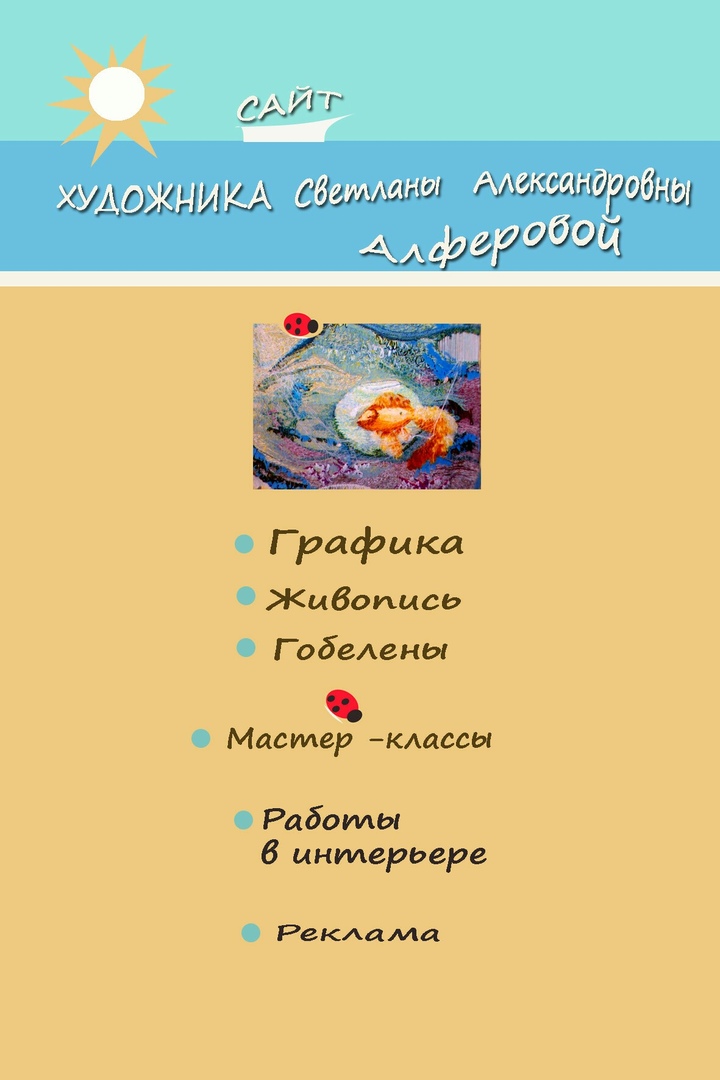 САЙТ
ХУДОЖНИКА Светланы Александровны
Алферовой
Графика
Живопись
Гобелены
Мастер -классы
Работы
в интерьере
Реклама